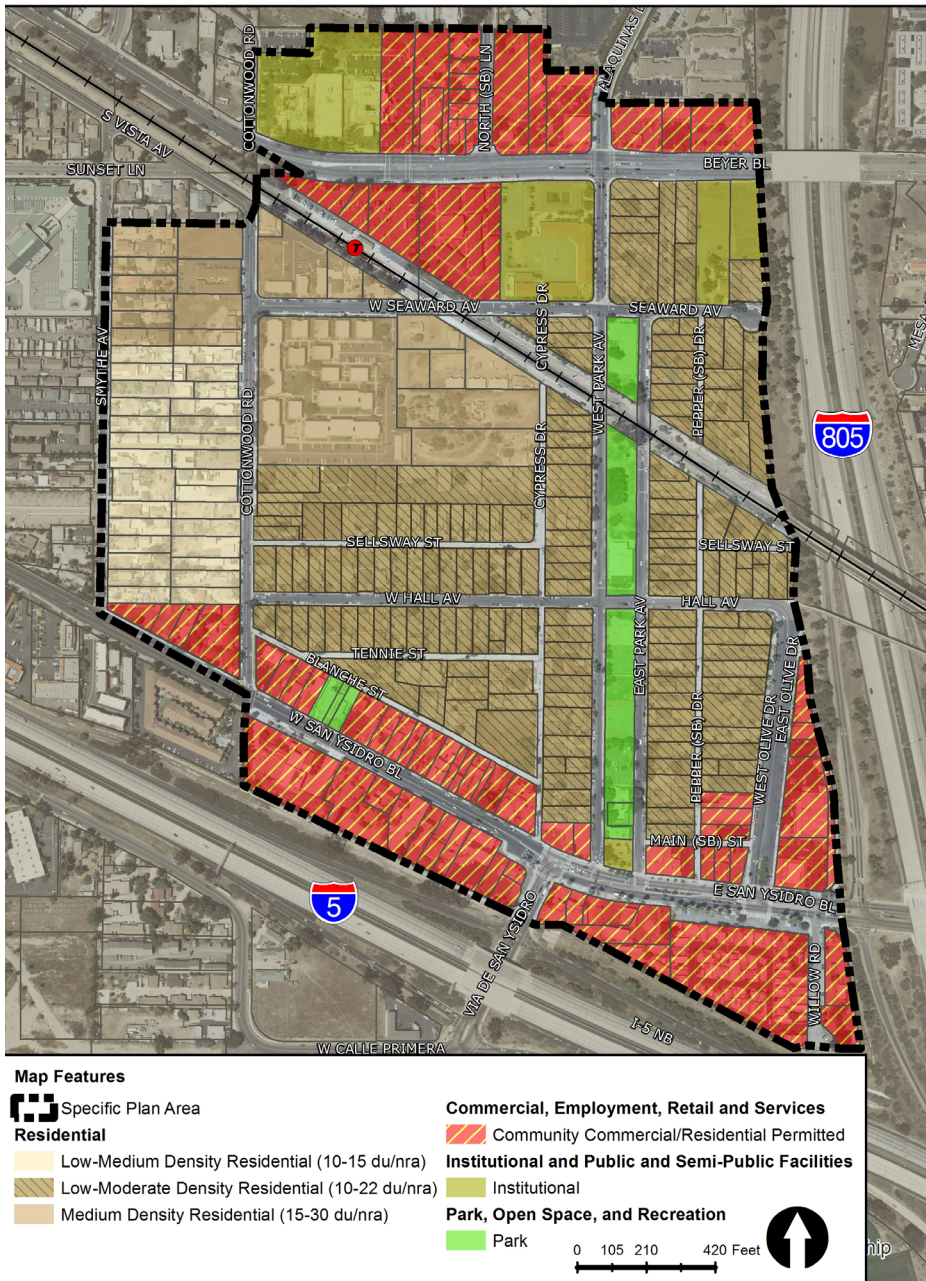 COTTONWOOD RD
NORTH (SB) LN
ALAQUINAS D
S VISTA AV
SUNSET LN
BEYER BL
T
W SEAWARD AV
SEAWARD AV
CYPRESS DR
WEST PARK AV
PEPPER (SB) DR
MESA
SMYTHE AV
COTTONWOOD RD
805
CYPRESS DR
SELLSWAY ST
SELLSWAY ST
W HALL AV
HALL AV
EAST PARK AV
TENNIE ST
BLANCHE ST
W SAN YSIDRO BL
PEPPER (SB) DR
WEST OLIVE DR
EAST OLIVE DR
MAIN (SB) ST
5
E SAN YSIDRO BL
VIA DE SAN YSIDRO
WILLOW RD
I-5 NB
W CALLE PRIMERA
Map Features
Specific Plan Area
Residential
Low-Medium Density Residential (10-15 du/nra)
Low-Moderate Density Residential (10-22 du/nra)
Medium Density Residential (15-30 du/nra)
Commercial, Employment, Retail and Services
Community Commercial/Residential Permitted
Institutional and Public and Semi-Public Facilities
Institutional
Park, Open Space, and Recreation
Park
0 105 210 420 Feet
hip